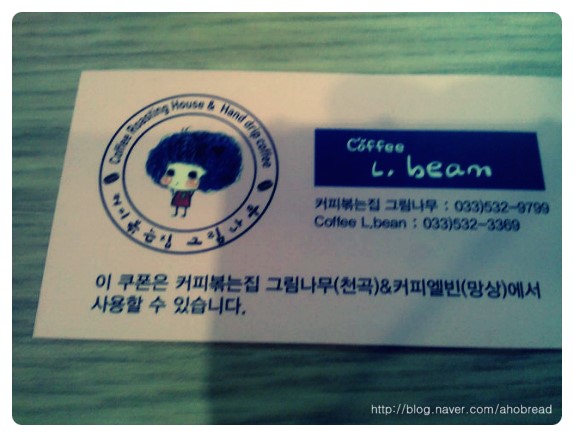 Coffee Roasting House & Hand drip coffee
커피볶는집 그림나무
Coffee
L. bean
커피볶는집 그림나무 : 033)532-9799
Coffee L,bean : 033)532-3369
이 쿠폰은 커피볶는집 그림나무(천곡)&커피엘빈(망상)에서
사용할 수 있습니다.
http://blog.naver.com/ahobread